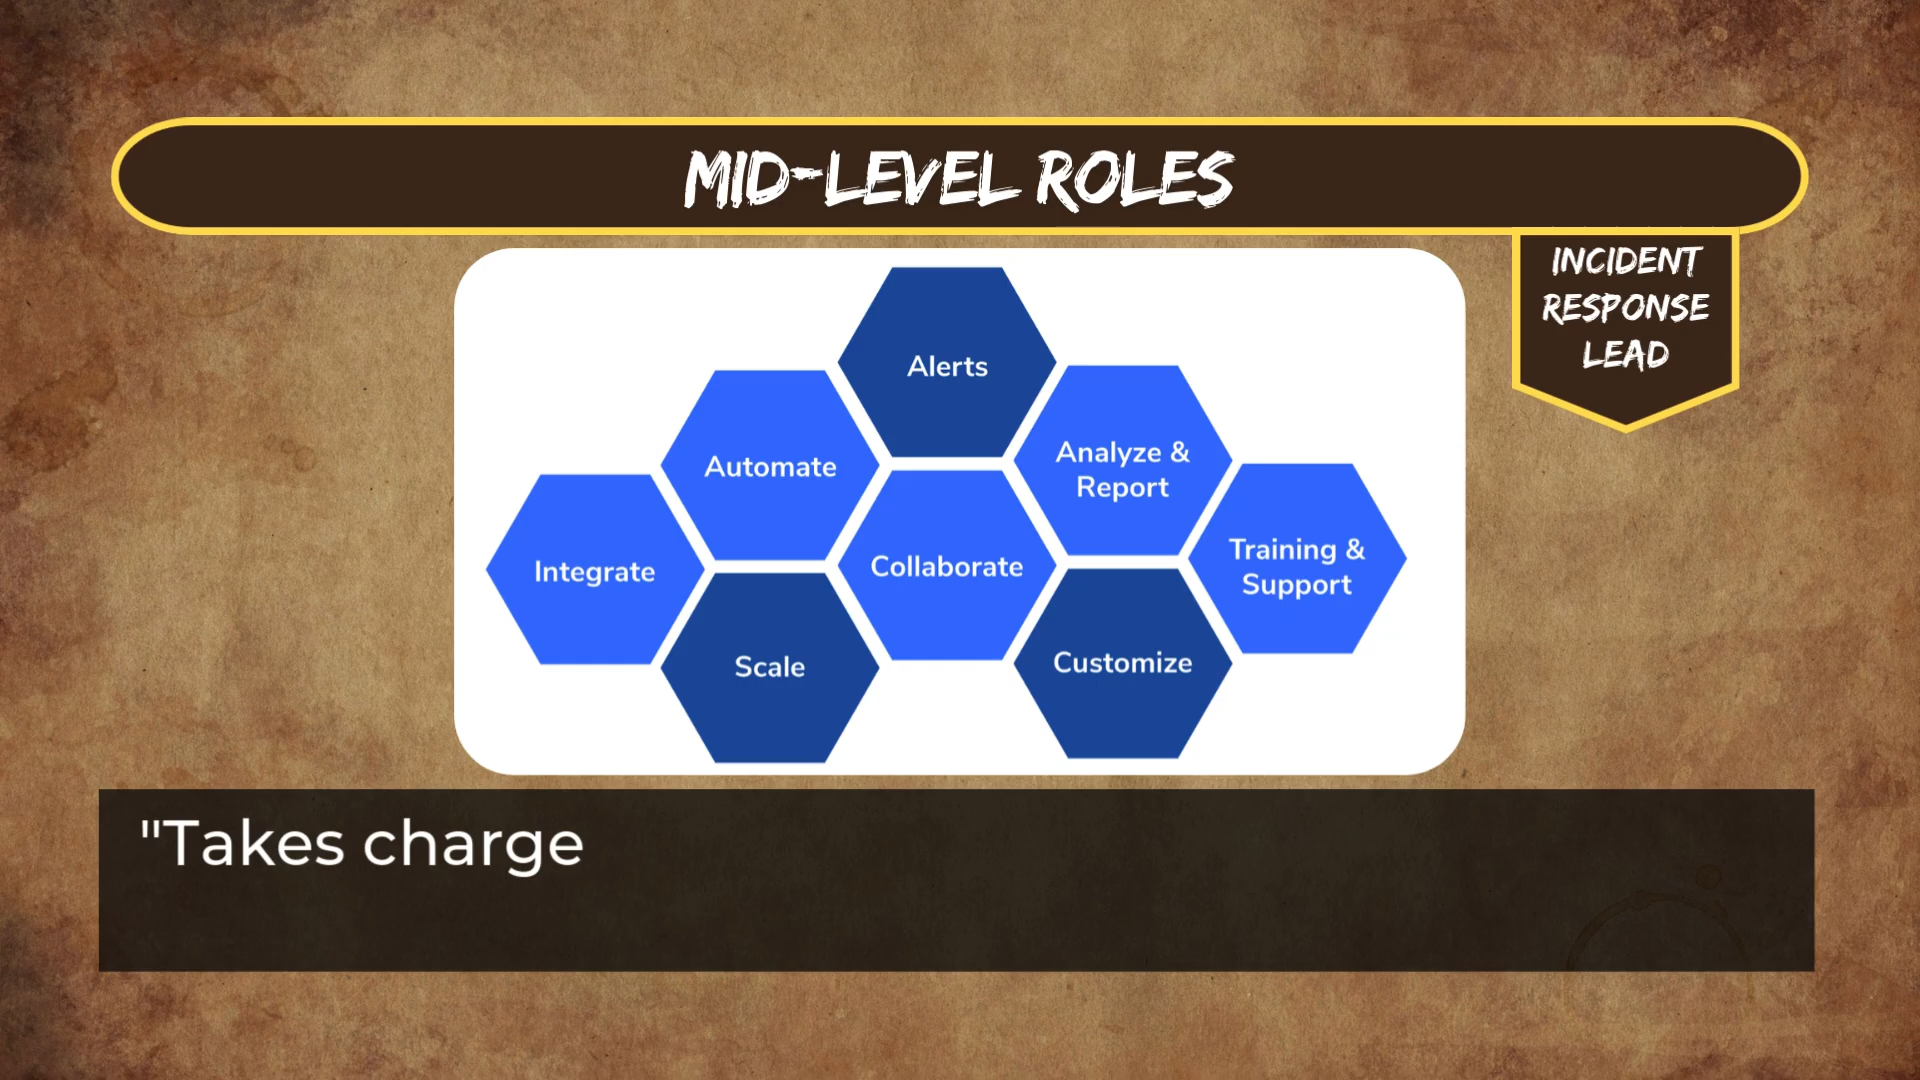 MID-LEVEL ROLES
INCIDENT
RESPONSE
LEAD
Alerts
Automate
Analyze &
Report
Integrate
Collaborate
Training &
Support
Scale
Customize
"Takes charge